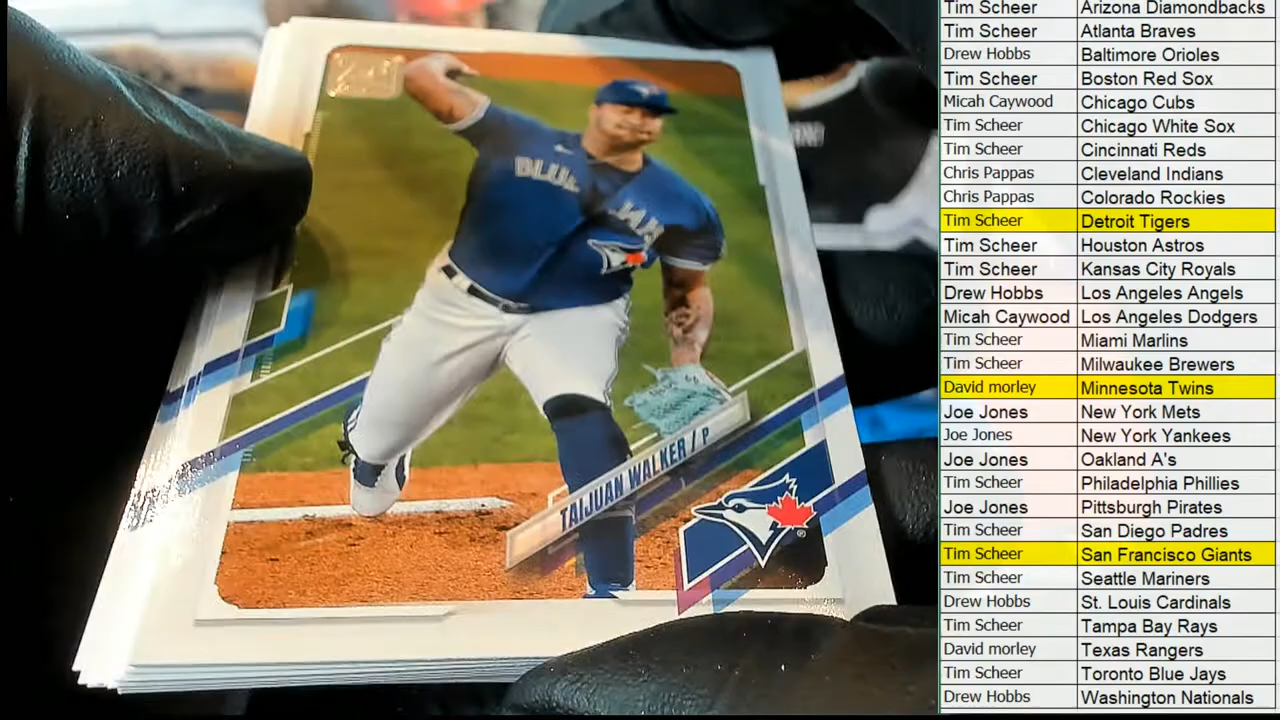 BLUE JAYS
TAIJUAN WALKER / P
Tim Scheer Arizona Diamondbacks
Tim Scheer Atlanta Braves
Drew Hobbs Baltimore Orioles
Tim Scheer Boston Red Sox
Micah Caywood Chicago Cubs
Tim Scheer Chicago White Sox
Tim Scheer Cincinnati Reds
Chris Pappas Cleveland Indians
Chris Pappas Colorado Rockies
Tim Scheer Detroit Tigers
Tim Scheer Houston Astros
Tim Scheer Kansas City Royals
Drew Hobbs Los Angeles Angels
Micah Caywood Los Angeles Dodgers
Tim Scheer Miami Marlins
Tim Scheer Milwaukee Brewers
David morley Minnesota Twins
Joe Jones New York Mets
Joe Jones New York Yankees
Joe Jones Oakland A's
Tim Scheer Philadelphia Phillies
Joe Jones Pittsburgh Pirates
Tim Scheer San Diego Padres
Tim Scheer San Francisco Giants
Tim Scheer Seattle Mariners
Drew Hobbs St. Louis Cardinals
Tim Scheer Tampa Bay Rays
David morley Texas Rangers
Tim Scheer Toronto Blue Jays
Drew Hobbs Washington Nationals